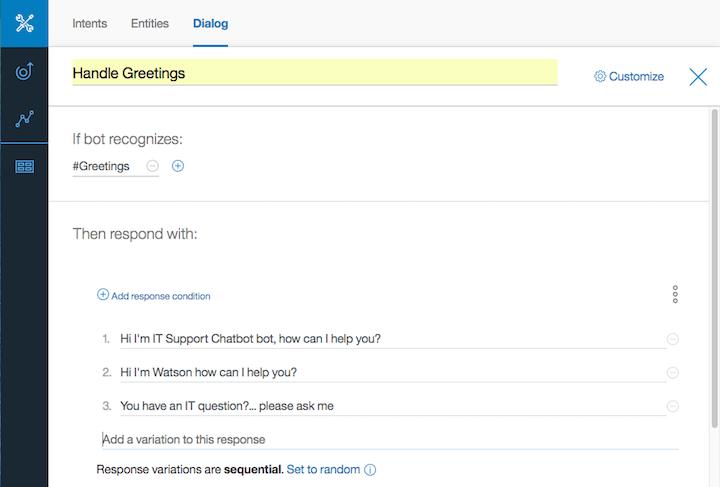 Intents Entities Dialog
Handle Greetings
Customize
If bot recognizes:
#Greetings
Then respond with:
Add response condition
1. Hi I'm IT Support Chatbot bot, how can I help you?
2. Hi I'm Watson how can I help you?
3. You have an IT question?... please ask me
Add a variation to this response
Response variations are sequential. Set to random